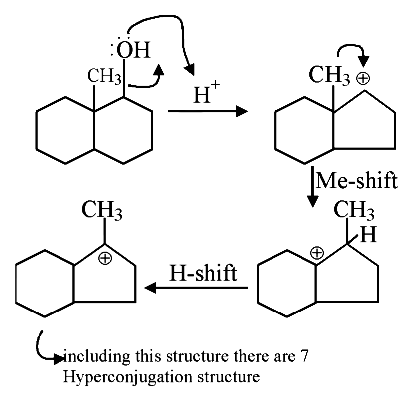 :ÖH
CH₃
H⁺
CH₃ ⊕
Me-shift
CH₃
H
⊕
H-shift
CH₃
⊕
including this structure there are 7
Hyperconjugation structure